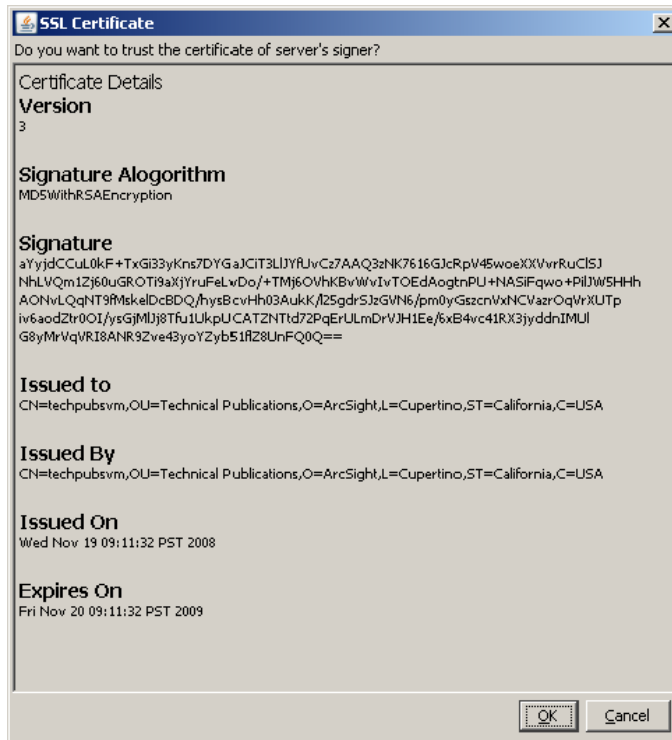 SSL Certificate
Do you want to trust the certificate of server's signer?
Certificate Details
Version
3
Signature Alogorithm
MD5WithRSAEncryption
Signature
aYyjdCCuL0kF+TxGi33yKns7DYGaJCiT3LlJYfUvCz7AAQ3zNK7616GJcRpV45woeXXVvrRuClSJ
NhLVQm1Zj60uGROTi9aXjYruFeLvDo/+TMj6OVhKBvWvIvTOEdAogtnPU+NASiFqwo+PilJW5HHh
AONvLQqNT9fMskelDcBDQ/hysBcvHh03AukK/l25gdrSJzGVN6/pm0yGszcnVxNCVazrOqVrXUTp
iv6aodZtr0OI/ysGjMlJj8Tfu1UkpUCATZNTtd72PqErULmDrVJH1Ee/6xB4vc41RX3jyddnIMUl
G8yMrVqVRI8ANR9Zve43yoYZyb51flZ8UnFQ0Q==
Issued to
CN=techpubsvm,OU=Technical Publications,O=ArcSight,L=Cupertino,ST=California,C=USA
Issued By
CN=techpubsvm,OU=Technical Publications,O=ArcSight,L=Cupertino,ST=California,C=USA
Issued On
Wed Nov 19 09:11:32 PST 2008
Expires On
Fri Nov 20 09:11:32 PST 2009
OK
Cancel